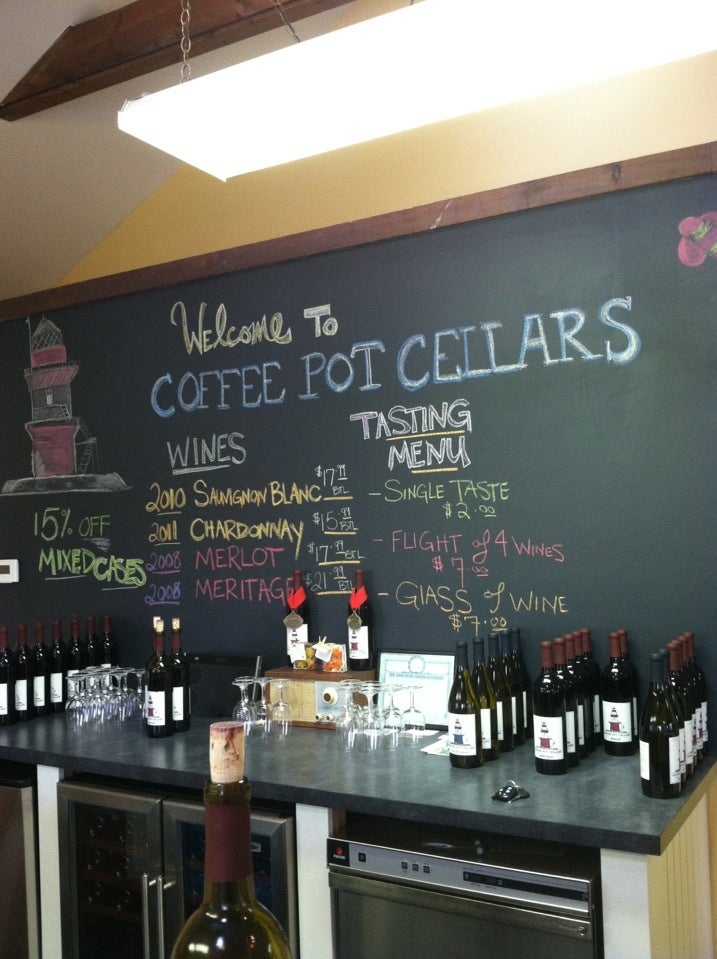 Welcome To
COFFEE POT CELLARS
WINES
2010 SAUVIGNON BLANC $17.99 BTL
2011 CHARDONNAY $15.99 BTL
2008 MERLOT $17.99 BTL
2008 MERITAGE $21.99 BTL
TASTING
MENU
- SINGLE TASTE
$2.00
- FLIGHT of 4 WINES
$7.00
- GLASS of WINE
$7.00
15% OFF
MIXED CASES